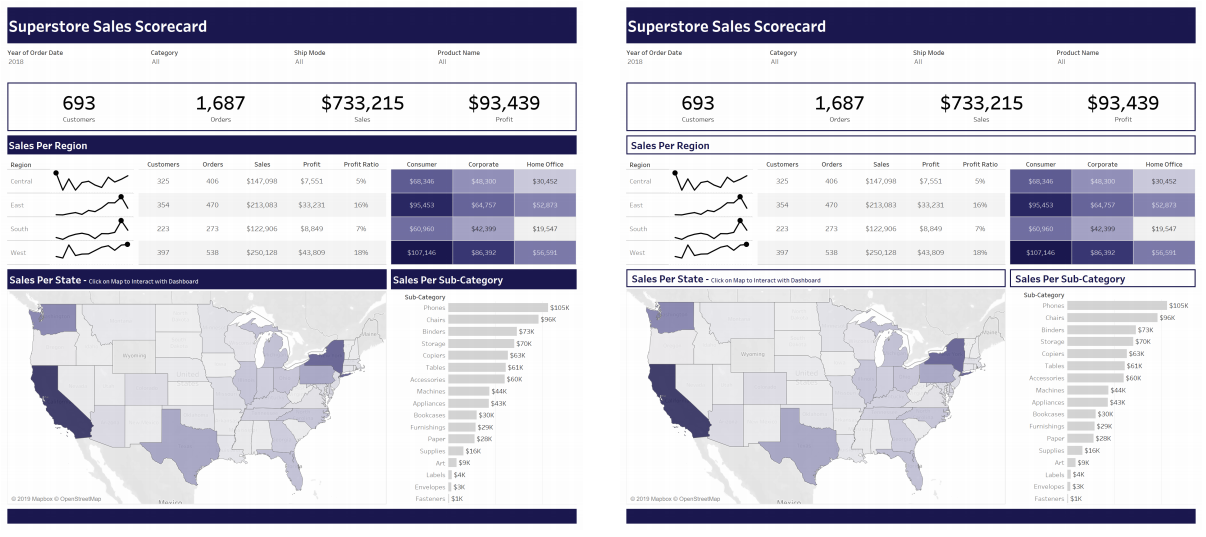 Superstore Sales Scorecard
Year of Order Date Category Ship Mode Product Name
2018 All All All
693 1,687 $733,215 $93,439
Customers Orders Sales Profit
Sales Per Region
Region Customers Orders Sales Profit Profit Ratio Consumer Corporate Home Office
Central 325 406 $147,098 $7,551 5% $68,346 $48,300 $30,452
East 354 470 $213,083 $33,231 16% $95,453 $64,757 $52,873
South 223 273 $122,906 $8,849 7% $60,960 $42,399 $19,547
West 397 538 $250,128 $43,809 18% $107,146 $86,392 $56,591
Sales Per State - Click on Map to Interact with Dashboard Sales Per Sub-Category
Sub-Category
Phones $105K
Chairs $96K
Binders $73K
Storage $70K
Copiers $63K
Tables $61K
Accessories $60K
Machines $44K
Appliances $43K
Bookcases $30K
Furnishings $29K
Paper $28K
Supplies $16K
Art $9K
Labels $4K
Envelopes $3K
Fasteners $1K
Maine
Wyoming
United
Mexico
© 2019 Mapbox © OpenStreetMap
Superstore Sales Scorecard
Year of Order Date Category Ship Mode Product Name
2018 All All All
693 1,687 $733,215 $93,439
Customers Orders Sales Profit
Sales Per Region
Region Customers Orders Sales Profit Profit Ratio Consumer Corporate Home Office
Central 325 406 $147,098 $7,551 5% $68,346 $48,300 $30,452
East 354 470 $213,083 $33,231 16% $95,453 $64,757 $52,873
South 223 273 $122,906 $8,849 7% $60,960 $42,399 $19,547
West 397 538 $250,128 $43,809 18% $107,146 $86,392 $56,591
Sales Per State - Click on Map to Interact with Dashboard Sales Per Sub-Category
Sub-Category
Phones $105K
Chairs $96K
Binders $73K
Storage $70K
Copiers $63K
Tables $61K
Accessories $60K
Machines $44K
Appliances $43K
Bookcases $30K
Furnishings $29K
Paper $28K
Supplies $16K
Art $9K
Labels $4K
Envelopes $3K
Fasteners $1K
Maine
Wyoming
United
Mexico
© 2019 Mapbox © OpenStreetMap